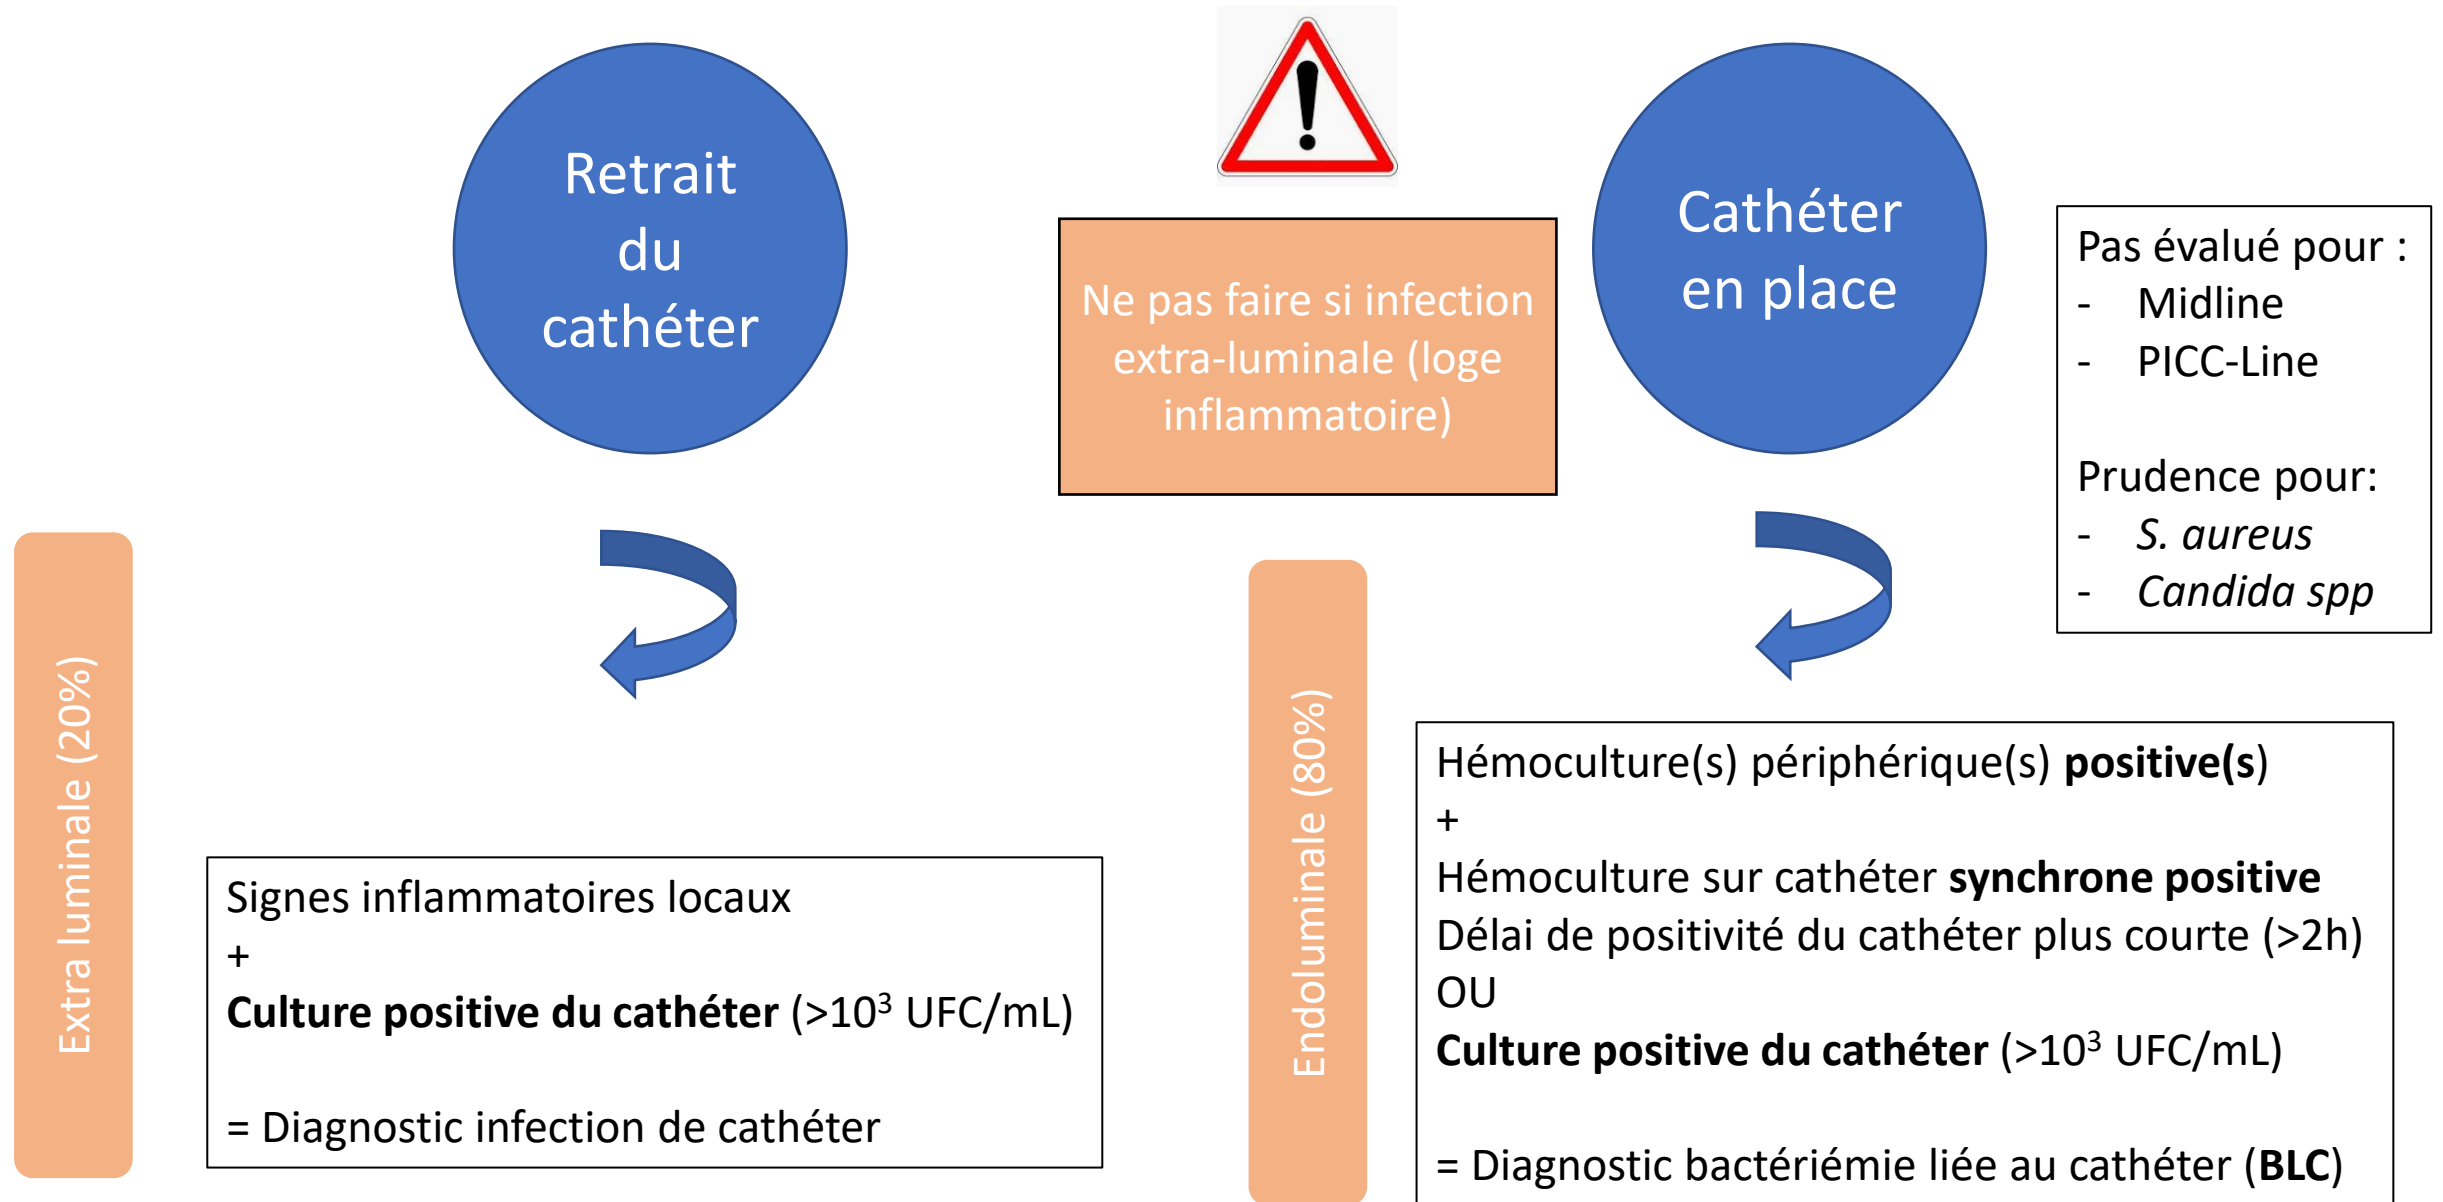 Retrait
du
cathéter
Ne pas faire si infection
extra-luminale (loge
inflammatoire)
Cathéter
en place
Pas évalué pour :
- Midline
- PICC-Line
Prudence pour:
- S. aureus
- Candida spp
Extra luminale (20%)
Signes inflammatoires locaux
+
Culture positive du cathéter (>10³ UFC/mL)
= Diagnostic infection de cathéter
Endoluminale (80%)
Hémoculture(s) périphérique(s) positive(s)
+
Hémoculture sur cathéter synchrone positive
Délai de positivité du cathéter plus courte (>2h)
OU
Culture positive du cathéter (>10³ UFC/mL)
= Diagnostic bactériémie liée au cathéter (BLC)